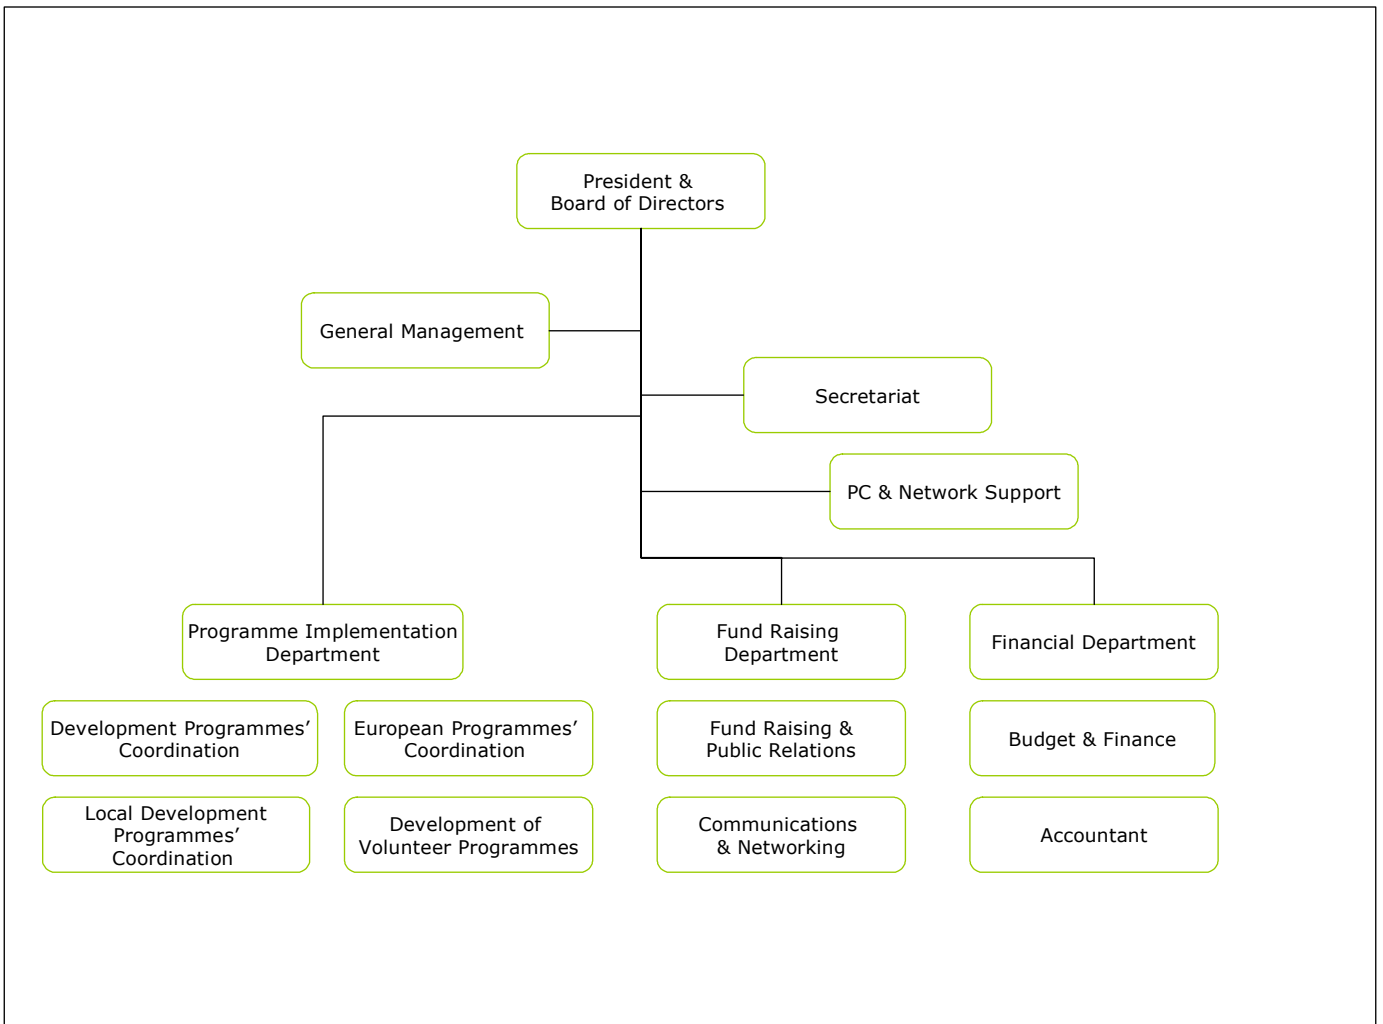 President &
Board of Directors
General Management
Secretariat
PC & Network Support
Programme Implementation
Department
Fund Raising
Department
Financial Department
Development Programmes’
Coordination
European Programmes’
Coordination
Fund Raising &
Public Relations
Budget & Finance
Local Development
Programmes’
Coordination
Development of
Volunteer Programmes
Communications
& Networking
Accountant